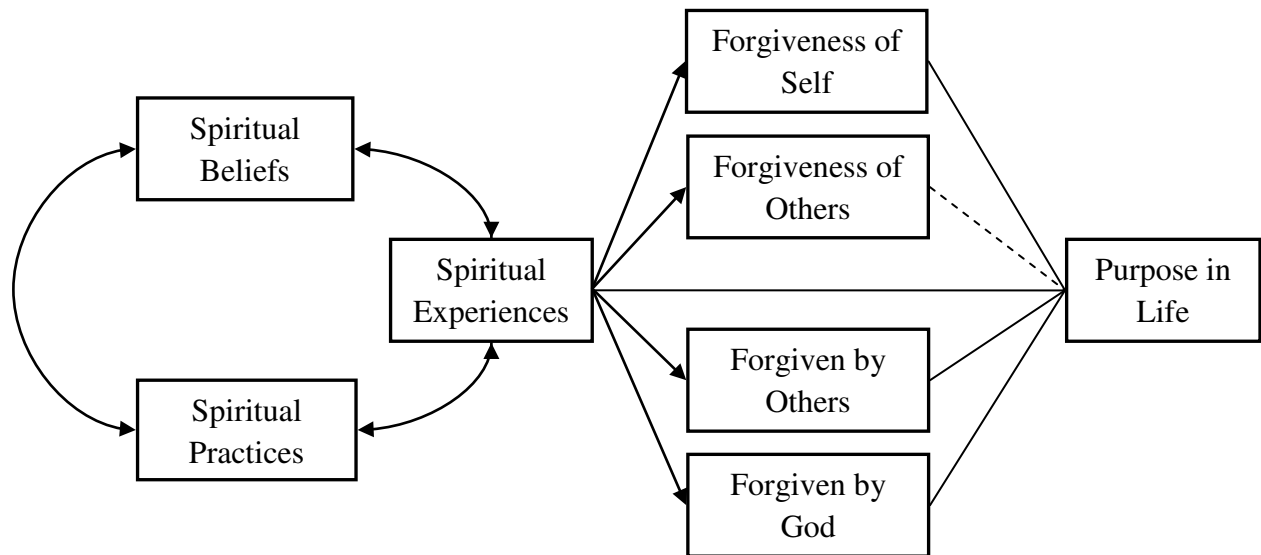 Forgiveness of
Self
Spiritual
Beliefs
Forgiveness of
Others
Spiritual
Experiences
Purpose in
Life
Forgiven by
Others
Spiritual
Practices
Forgiven by
God